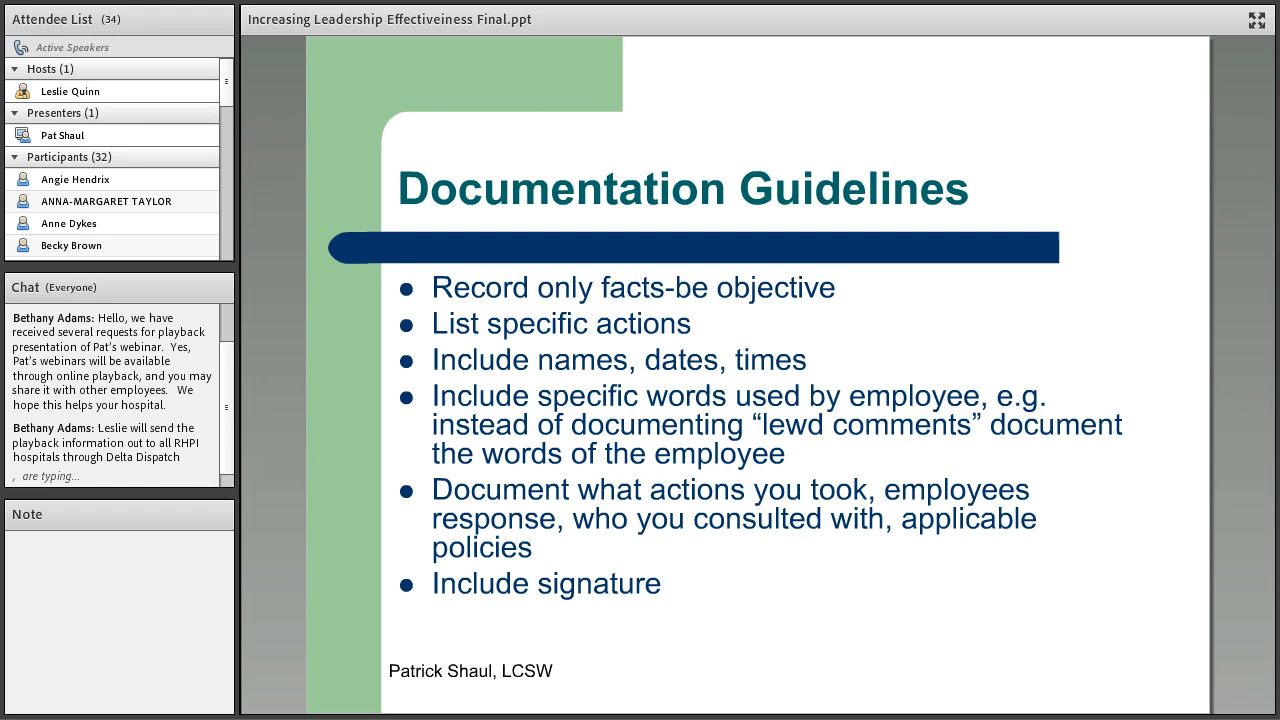 Attendee List (34)
Active Speakers
Hosts (1)
Leslie Quinn
Presenters (1)
Pat Shaul
Participants (32)
Angie Hendrix
ANNA-MARGARET TAYLOR
Anne Dykes
Becky Brown
Chat (Everyone)
Bethany Adams: Hello, we have
received several requests for playback
presentation of Pat's webinar.  Yes,
Pat's webinars will be available
through online playback, and you may
share it with other employees.   We
hope this helps your hospital.
Bethany Adams: Leslie will send the
playback information out to all RHPI
hospitals through Delta Dispatch
, are typing...
Note
Increasing Leadership Effectiveiness Final.ppt
Documentation Guidelines
● Record only facts-be objective
● List specific actions
● Include names, dates, times
● Include specific words used by employee, e.g.
instead of documenting “lewd comments” document
the words of the employee
● Document what actions you took, employees
response, who you consulted with, applicable
policies
● Include signature
Patrick Shaul, LCSW